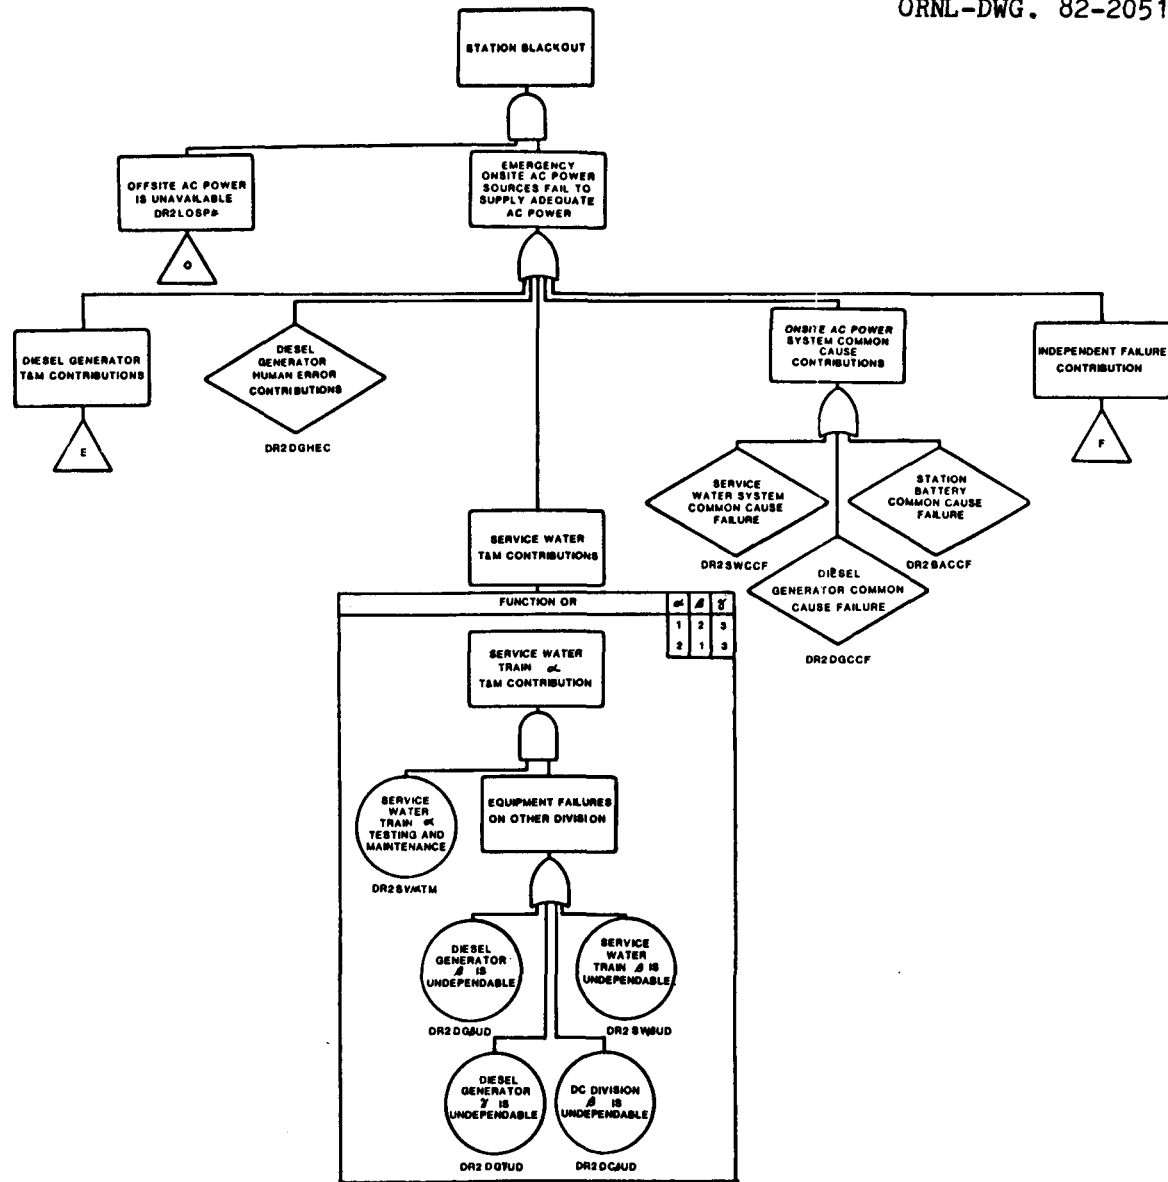 ORNL-DWG. 82-2051
STATION BLACKOUT
OFFSITE AC POWER
IS UNAVAILABLE
DR2LOSP#
EMERGENCY
ONSITE AC POWER
SOURCES FAIL TO
SUPPLY ADEQUATE
AC POWER
DIESEL GENERATOR
T&M CONTRIBUTIONS
E
DIESEL
GENERATOR
HUMAN ERROR
CONTRIBUTIONS
DR2DGHEC
ONSITE AC POWER
SYSTEM COMMON
CAUSE
CONTRIBUTIONS
INDEPENDENT FAILURE
CONTRIBUTION
F
SERVICE
WATER SYSTEM
COMMON CAUSE
FAILURE
DR2SWCCF
STATION
BATTERY
COMMON CAUSE
FAILURE
DR2BACCF
DIESEL
GENERATOR COMMON
CAUSE FAILURE
DR2DGCCF
SERVICE WATER
T&M CONTRIBUTIONS
FUNCTION OR α β γ
1 2 3
2 1 3
SERVICE WATER
TRAIN α
T&M CONTRIBUTION
SERVICE
WATER
TRAIN α
TESTING AND
MAINTENANCE
EQUIPMENT FAILURES
ON OTHER DIVISION
DIESEL
GENERATOR
β IS
UNDEPENDABLE
DR2DGβUD
SERVICE
WATER
TRAIN β IS
UNDEPENDABLE
DR2SWβUD
DIESEL
GENERATOR
γ IS
UNDEPENDABLE
DR2DGγUD
DC DIVISION
β IS
UNDEPENDABLE
DR2DCβUD